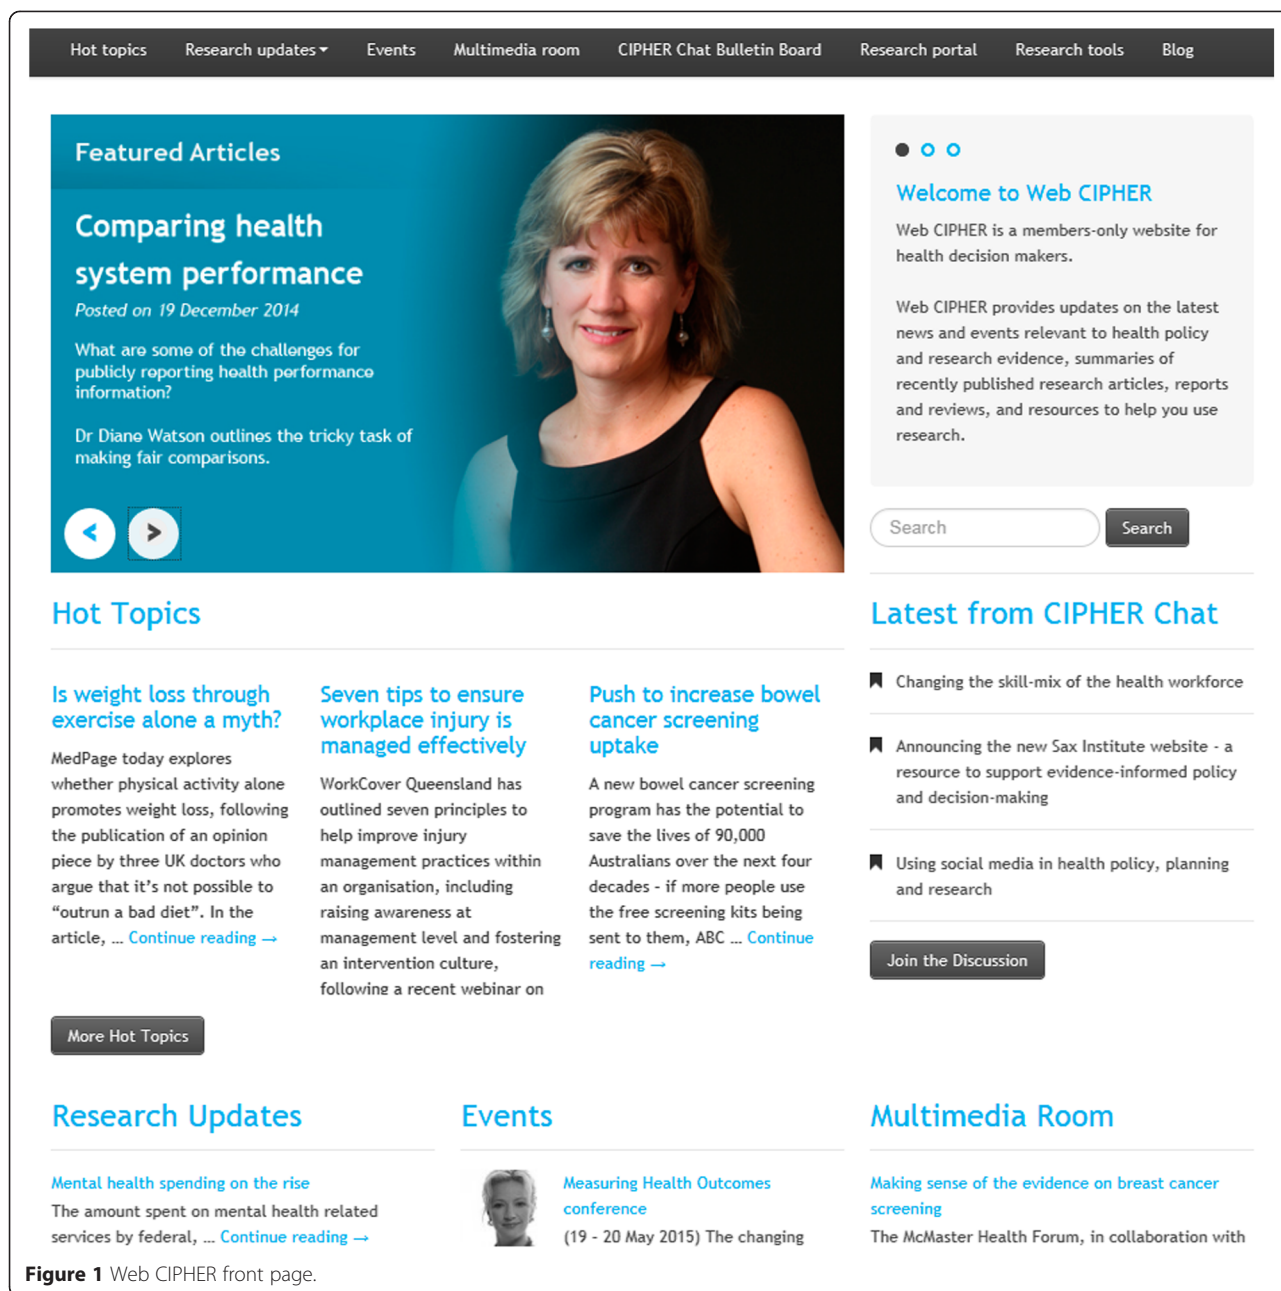 Hot topics Research updates Events Multimedia room CIPHER Chat Bulletin Board Research portal Research tools Blog
Featured Articles
Comparing health
system performance
Posted on 19 December 2014
What are some of the challenges for
publicly reporting health performance
information?
Dr Diane Watson outlines the tricky task of
making fair comparisons.
< >
Welcome to Web CIPHER
Web CIPHER is a members-only website for
health decision makers.
Web CIPHER provides updates on the latest
news and events relevant to health policy
and research evidence, summaries of
recently published research articles, reports
and reviews, and resources to help you use
research.
Search Search
Hot Topics
Is weight loss through
exercise alone a myth?
MedPage today explores
whether physical activity alone
promotes weight loss, following
the publication of an opinion
piece by three UK doctors who
argue that it's not possible to
“outrun a bad diet”. In the
article, ... Continue reading →
Seven tips to ensure
workplace injury is
managed effectively
WorkCover Queensland has
outlined seven principles to
help improve injury
management practices within
an organisation, including
raising awareness at
management level and fostering
an intervention culture,
following a recent webinar on
Push to increase bowel
cancer screening
uptake
A new bowel cancer screening
program has the potential to
save the lives of 90,000
Australians over the next four
decades - if more people use
the free screening kits being
sent to them, ABC ... Continue
reading →
More Hot Topics
Latest from CIPHER Chat
Changing the skill-mix of the health workforce
Announcing the new Sax Institute website - a
resource to support evidence-informed policy
and decision-making
Using social media in health policy, planning
and research
Join the Discussion
Research Updates
Mental health spending on the rise
The amount spent on mental health related
services by federal, ... Continue reading →
Events
Measuring Health Outcomes
conference
(19 - 20 May 2015) The changing
Multimedia Room
Making sense of the evidence on breast cancer
screening
The McMaster Health Forum, in collaboration with
Figure 1 Web CIPHER front page.